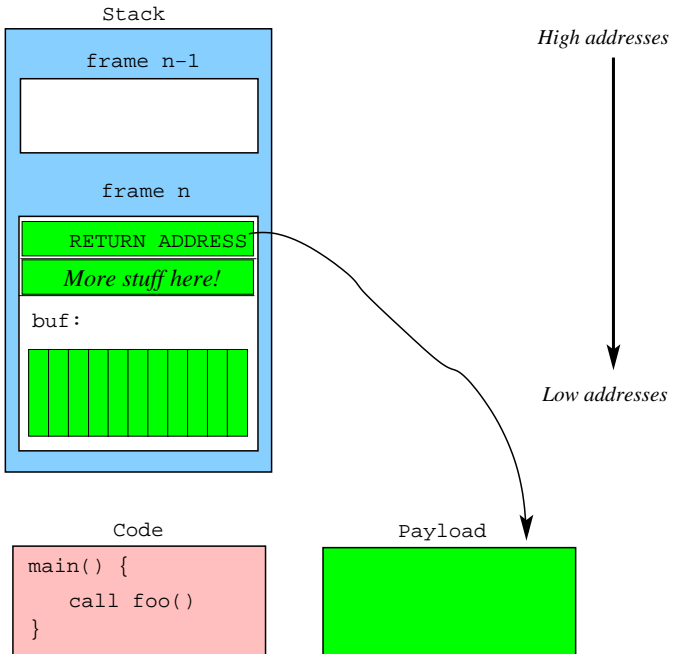 Stack
High addresses
frame n−1
frame n
RETURN ADDRESS
More stuff here!
buf:
Low addresses
Code
Payload
main() {
call foo()
}